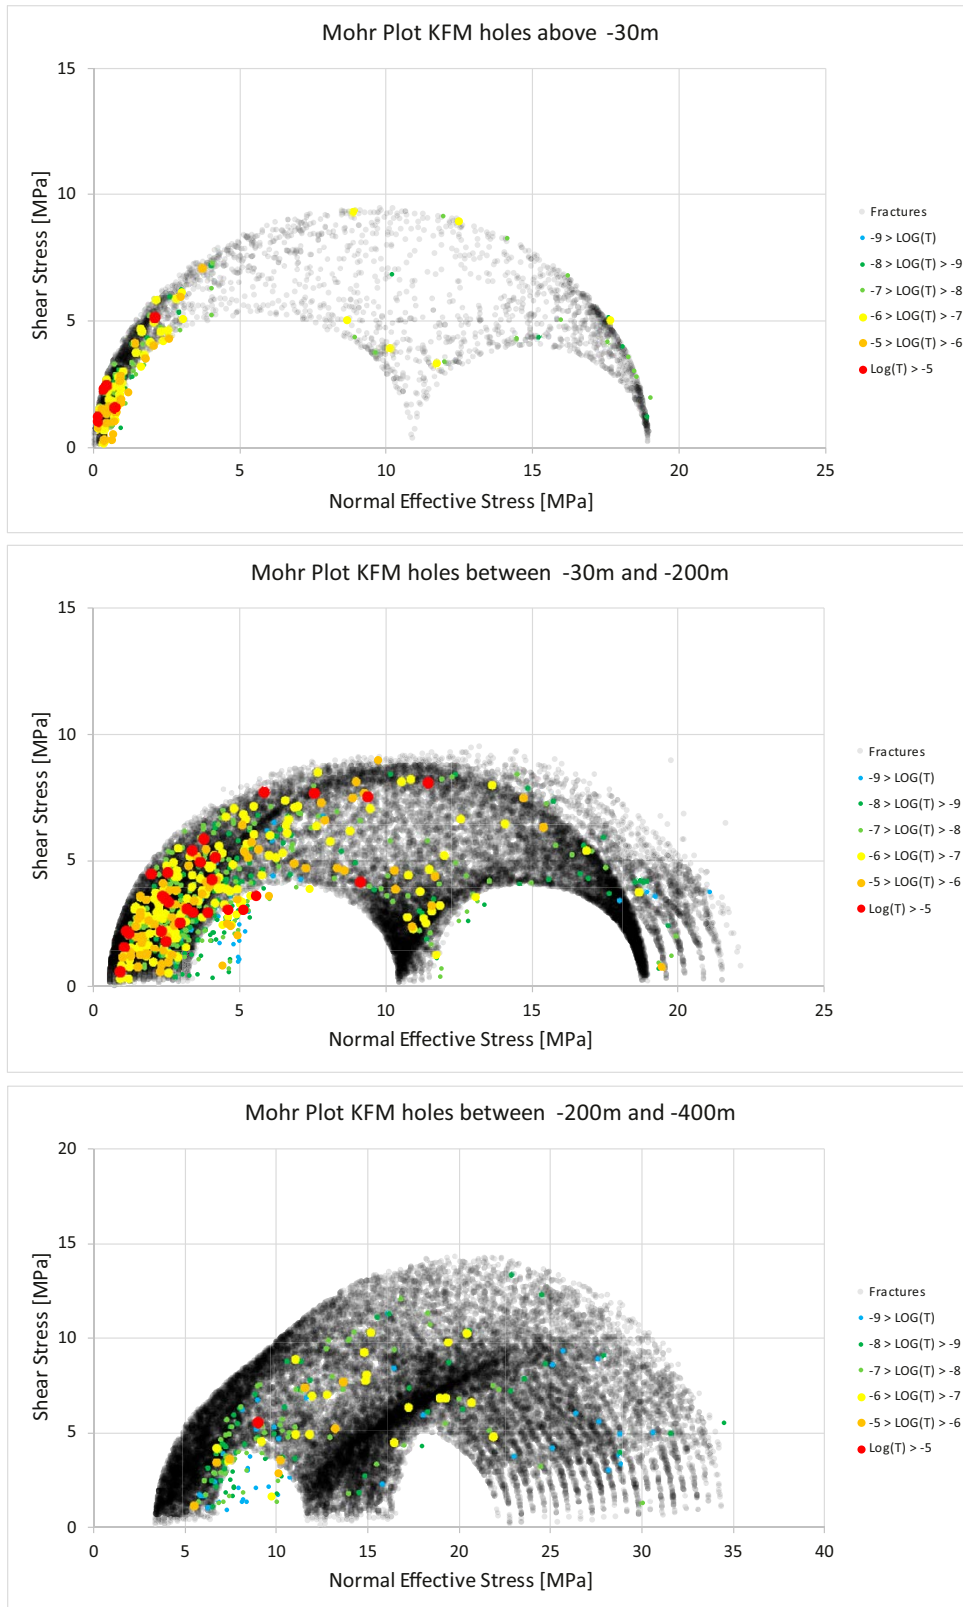 Mohr Plot KFM holes above -30m
15
10
5
0
0 5 10 15 20 25
Shear Stress [MPa]
Normal Effective Stress [MPa]
Fractures
-9 > LOG(T)
-8 > LOG(T) > -9
-7 > LOG(T) > -8
-6 > LOG(T) > -7
-5 > LOG(T) > -6
Log(T) > -5
Mohr Plot KFM holes between -30m and -200m
15
10
5
0
0 5 10 15 20 25
Shear Stress [MPa]
Normal Effective Stress [MPa]
Fractures
-9 > LOG(T)
-8 > LOG(T) > -9
-7 > LOG(T) > -8
-6 > LOG(T) > -7
-5 > LOG(T) > -6
Log(T) > -5
Mohr Plot KFM holes between -200m and -400m
20
15
10
5
0
0 5 10 15 20 25 30 35 40
Shear Stress [MPa]
Normal Effective Stress [MPa]
Fractures
-9 > LOG(T)
-8 > LOG(T) > -9
-7 > LOG(T) > -8
-6 > LOG(T) > -7
-5 > LOG(T) > -6
Log(T) > -5